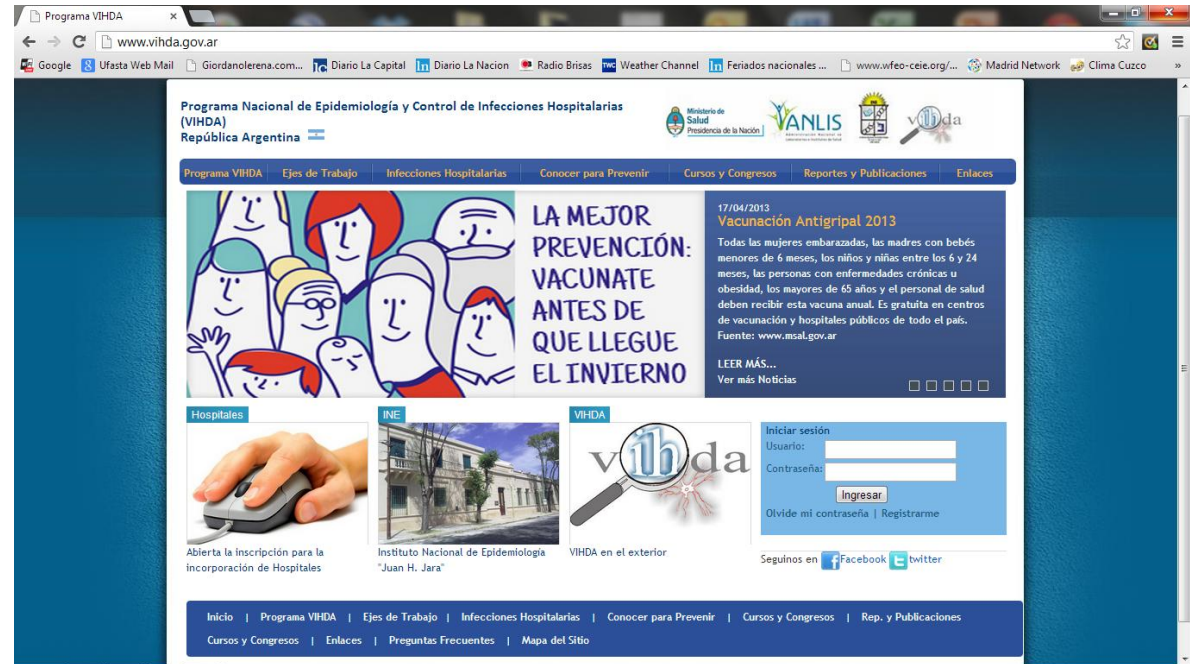 Programa VIHDA
www.vihda.gov.ar
Google Ufasta Web Mail Giordanolerena.com... Diario La Capital Diario La Nacion Radio Brisas Weather Channel Feriados nacionales ... www.wfeo-ceie.org/... Madrid Network Clima Cuzco »
Programa Nacional de Epidemiología y Control de Infecciones Hospitalarias
(VIHDA)
República Argentina
Ministerio de
Salud
Presidencia de la Nación
ANLIS
vihda
Programa VIHDA Ejes de Trabajo Infecciones Hospitalarias Conocer para Prevenir Cursos y Congresos Reportes y Publicaciones Enlaces
LA MEJOR
PREVENCIÓN:
VACUNATE
ANTES DE
QUE LLEGUE
EL INVIERNO
17/04/2013
Vacunación Antigripal 2013
Todas las mujeres embarazadas, las madres con bebés
menores de 6 meses, los niños y niñas entre los 6 y 24
meses, las personas con enfermedades crónicas u
obesidad, los mayores de 65 años y el personal de salud
deben recibir esta vacuna anual. Es gratuita en centros
de vacunación y hospitales públicos de todo el país.
Fuente: www.msal.gov.ar
LEER MÁS...
Ver más Noticias
Hospitales
Abierta la inscripción para la
incorporación de Hospitales
INE
Instituto Nacional de Epidemiología
"Juan H. Jara"
VIHDA
vihda
VIHDA en el exterior
Iniciar sesión
Usuario:
Contraseña:
Ingresar
Olvide mi contraseña | Registrarme
Seguinos en Facebook twitter
Inicio | Programa VIHDA | Ejes de Trabajo | Infecciones Hospitalarias | Conocer para Prevenir | Cursos y Congresos | Rep. y Publicaciones
Cursos y Congresos | Enlaces | Preguntas Frecuentes | Mapa del Sitio